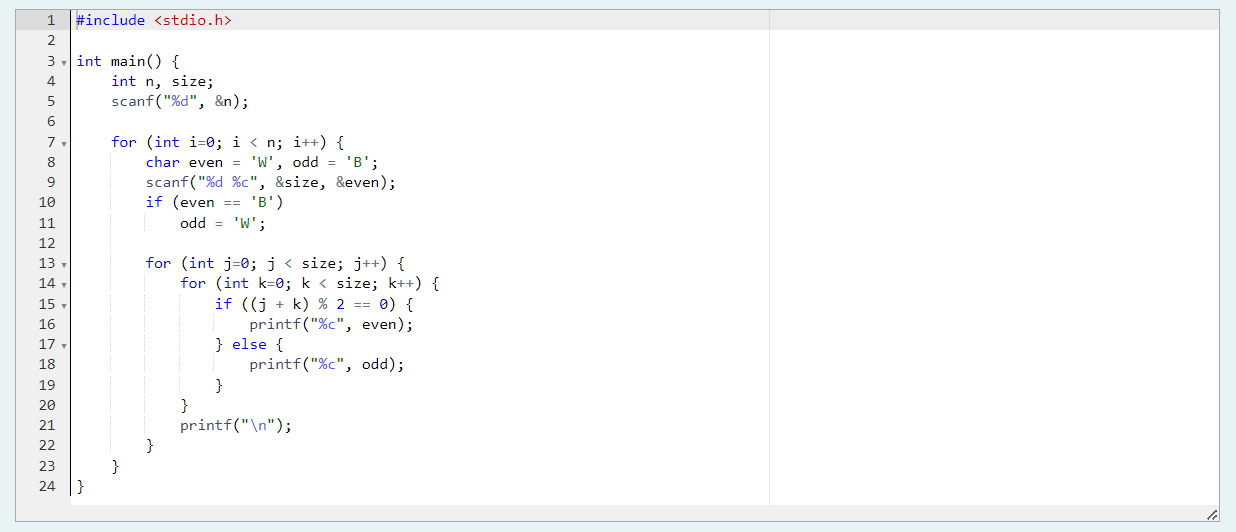 1 #include <stdio.h>
2
3 int main() {
4     int n, size;
5     scanf("%d", &n);
6
7     for (int i=0; i < n; i++) {
8         char even = 'W', odd = 'B';
9         scanf("%d %c", &size, &even);
10         if (even == 'B')
11             odd = 'W';
12
13         for (int j=0; j < size; j++) {
14             for (int k=0; k < size; k++) {
15                 if ((j + k) % 2 == 0) {
16                     printf("%c", even);
17                 } else {
18                     printf("%c", odd);
19                 }
20             }
21             printf("\n");
22         }
23     }
24 }